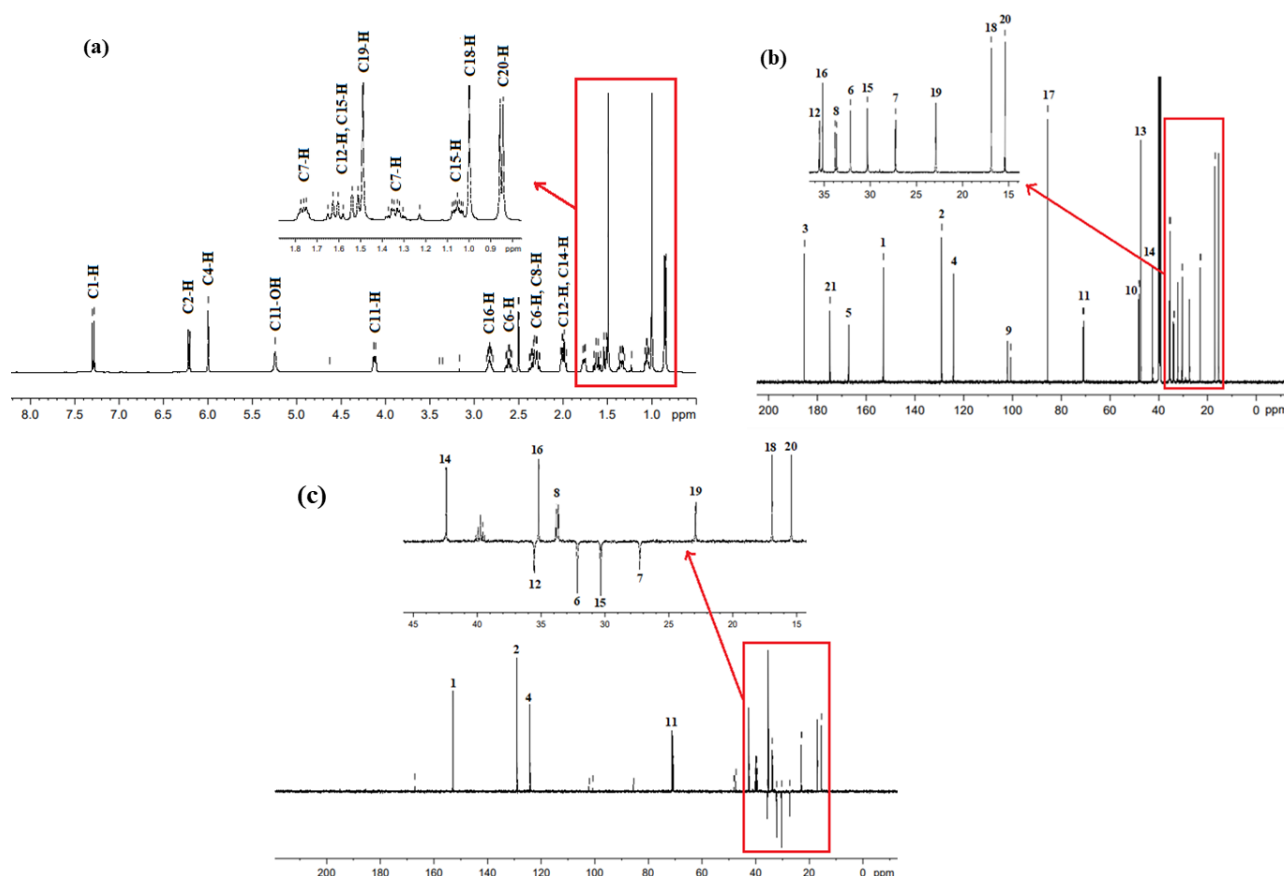 (a)
C19-H
C18-H
C20-H
C12-H, C15-H
C7-H
C7-H
C15-H
1.8 1.7 1.6 1.5 1.4 1.3 1.2 1.1 1.0 0.9 ppm
C1-H
C2-H
C4-H
C11-OH
C11-H
C16-H
C6-H
C6-H, C8-H
C12-H, C14-H
8.0 7.5 7.0 6.5 6.0 5.5 5.0 4.5 4.0 3.5 3.0 2.5 2.0 1.5 1.0 ppm
(b)
12 16 8 6 15 7 19 18 20
35 30 25 20 15 ppm
3 21 5 1 2 4 9 17 11 10 13 14
200 180 160 140 120 100 80 60 40 20 0 ppm
(c)
14 16 8 19 18 20
12 6 15 7
45 40 35 30 25 20 15
1 2 4 11
200 180 160 140 120 100 80 60 40 20 0 ppm